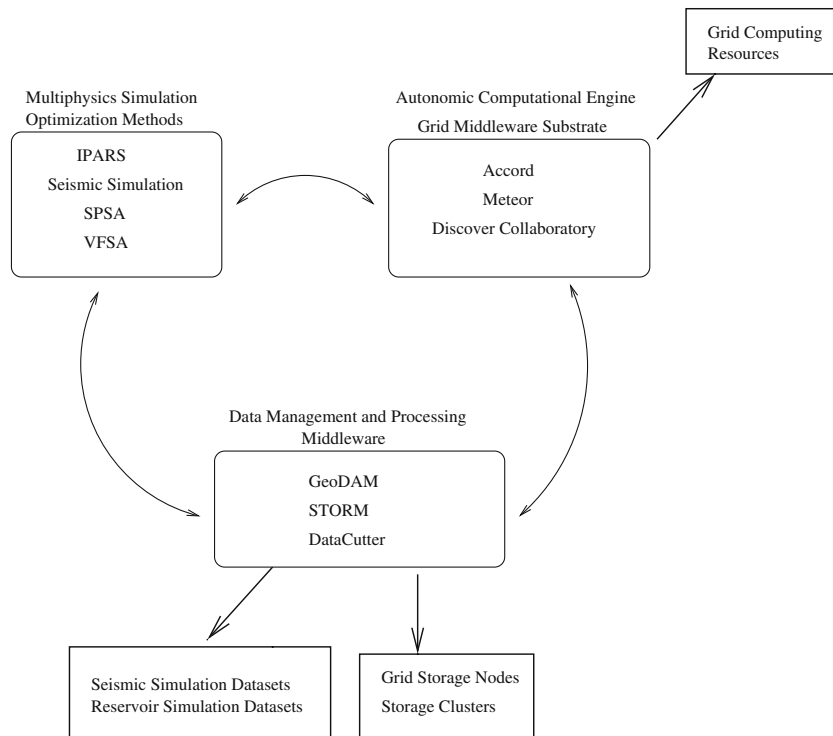 Grid Computing
Resources
Multiphysics Simulation
Optimization Methods
IPARS
Seismic Simulation
SPSA
VFSA
Autonomic Computational Engine
Grid Middleware Substrate
Accord
Meteor
Discover Collaboratory
Data Management and Processing
Middleware
GeoDAM
STORM
DataCutter
Seismic Simulation Datasets
Reservoir Simulation Datasets
Grid Storage Nodes
Storage Clusters